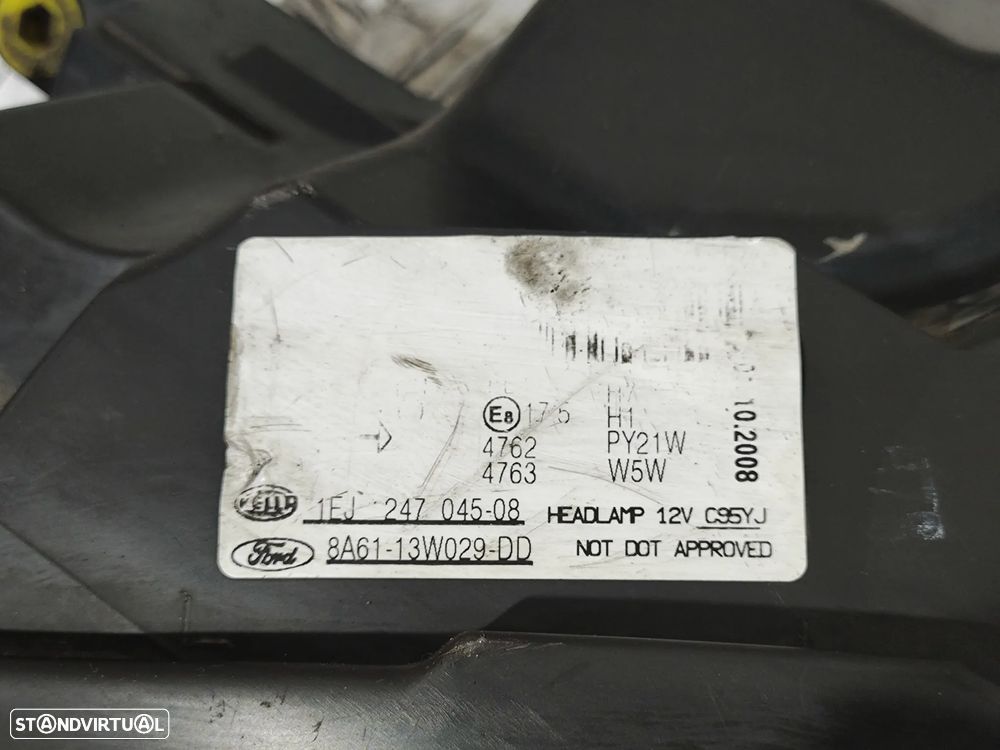 E8 17.5
H1
4762 PY21W
4763 W5W
10.2008
HELLA 1EJ 247 045-08 HEADLAMP 12V C95YJ
Ford 8A61-13W029-DD NOT DOT APPROVED
STANDVIRTUAL